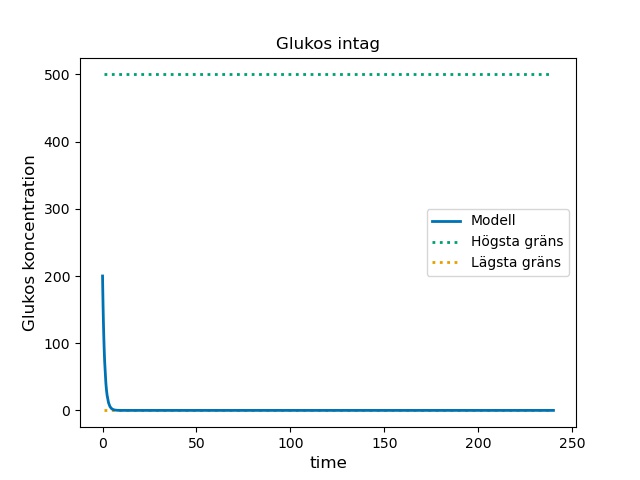 Glukos intag
Glukos koncentration
500
400
300
200
100
0
Modell
Högsta gräns
Lägsta gräns
0
50
100
150
200
250
time